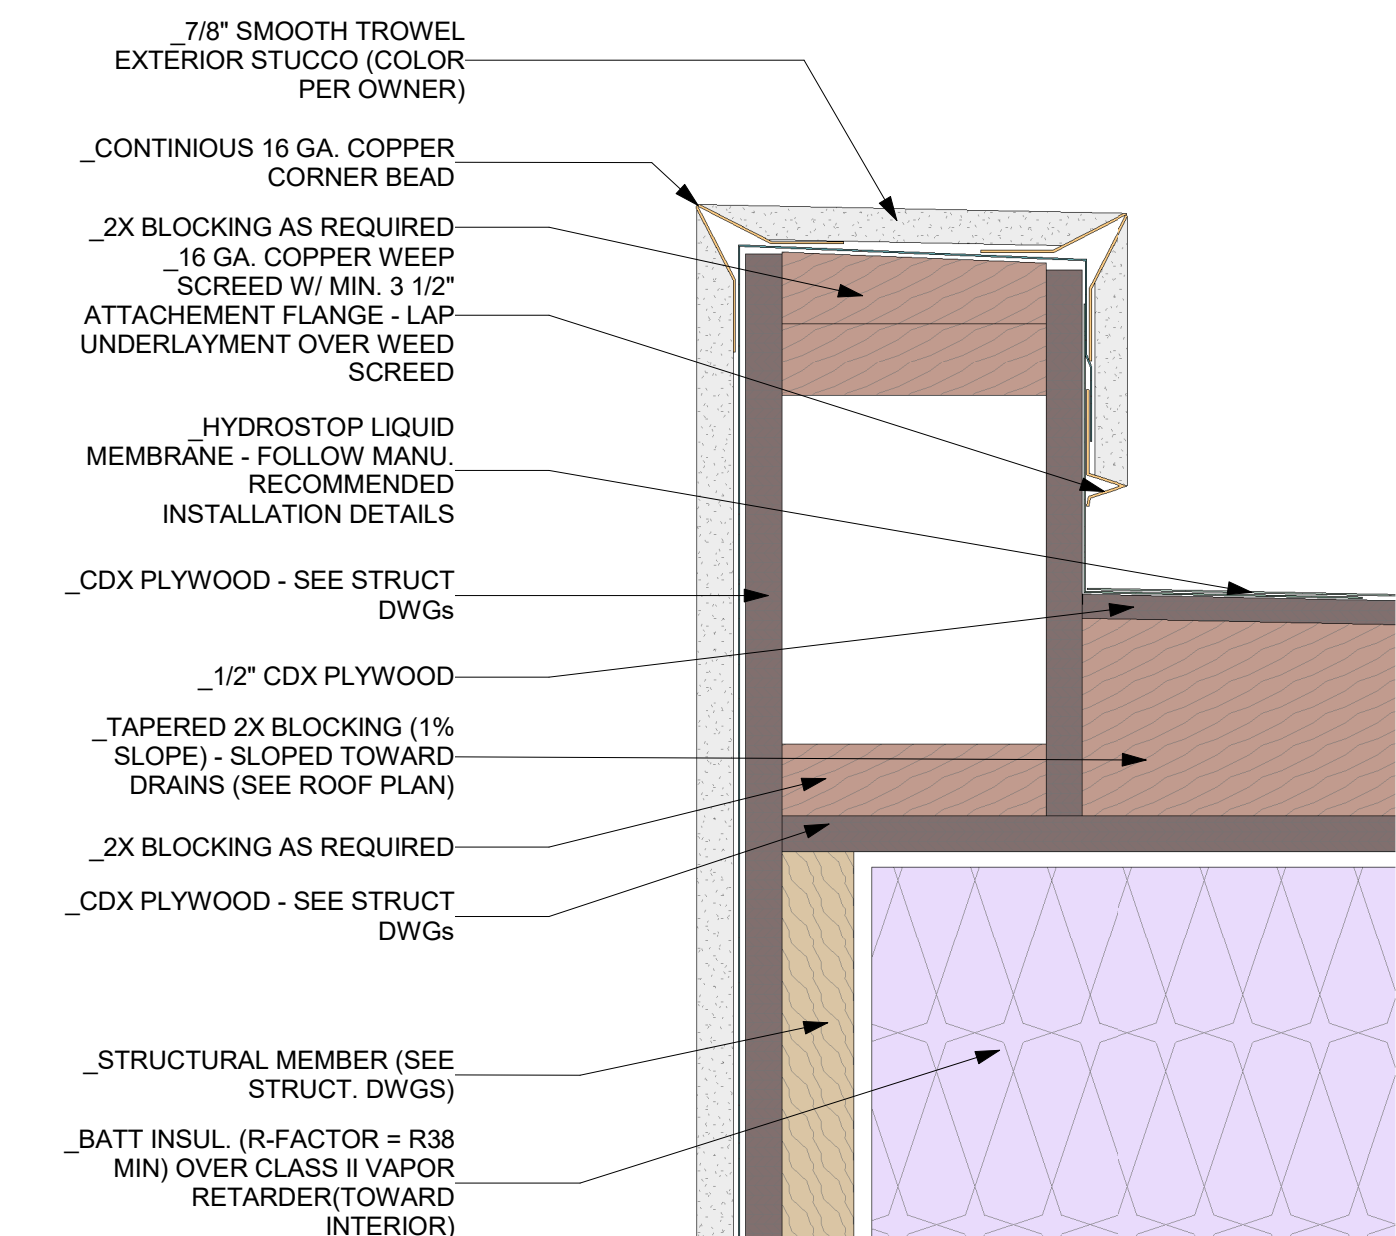 _7/8" SMOOTH TROWEL
EXTERIOR STUCCO (COLOR
PER OWNER)
_CONTINIOUS 16 GA. COPPER
CORNER BEAD
_2X BLOCKING AS REQUIRED
_16 GA. COPPER WEEP
SCREED W/ MIN. 3 1/2"
ATTACHEMENT FLANGE - LAP
UNDERLAYMENT OVER WEED
SCREED
_HYDROSTOP LIQUID
MEMBRANE - FOLLOW MANU.
RECOMMENDED
INSTALLATION DETAILS
_CDX PLYWOOD - SEE STRUCT
DWGs
_1/2" CDX PLYWOOD
_TAPERED 2X BLOCKING (1%
SLOPE) - SLOPED TOWARD
DRAINS (SEE ROOF PLAN)
_2X BLOCKING AS REQUIRED
_CDX PLYWOOD - SEE STRUCT
DWGs
_STRUCTURAL MEMBER (SEE
STRUCT. DWGS)
_BATT INSUL. (R-FACTOR = R38
MIN) OVER CLASS II VAPOR
RETARDER(TOWARD
INTERIOR)